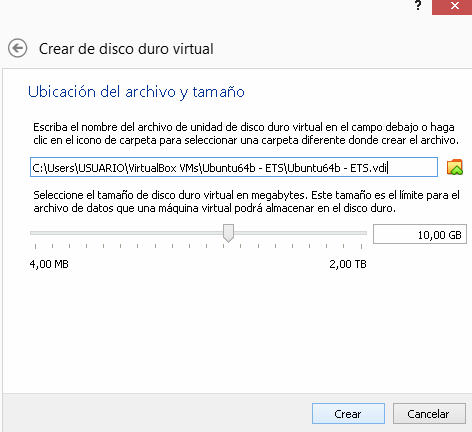 ? ×
Crear de disco duro virtual
Ubicación del archivo y tamaño
Escriba el nombre del archivo de unidad de disco duro virtual en el campo debajo o haga
clic en el icono de carpeta para seleccionar una carpeta diferente donde crear el archivo.
C:\Users\USUARIO\VirtualBox VMs\Ubuntu64b - ETS\Ubuntu64b - ETS.vdi
Seleccione el tamaño de disco duro virtual en megabytes. Este tamaño es el límite para el
archivo de datos que una máquina virtual podrá almacenar en el disco duro.
10,00 GB
4,00 MB 2,00 TB
Crear Cancelar